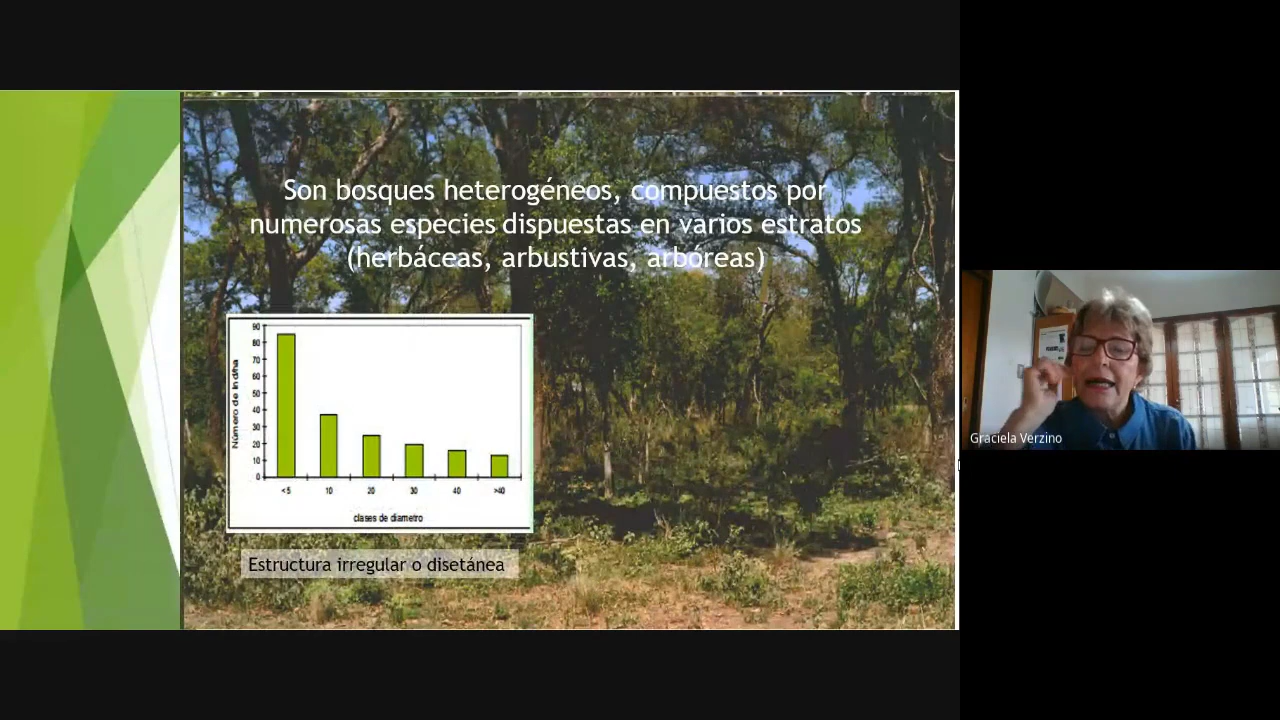 Son bosques heterogéneos, compuestos por
numerosas especies dispuestas en varios estratos
(herbáceas, arbustivas, arbóreas)
Número de ind/ha
90
80
70
60
50
40
30
20
10
0
<5 10 20 30 40 >40
clases de diametro
Estructura irregular o disetánea
Graciela Verzino